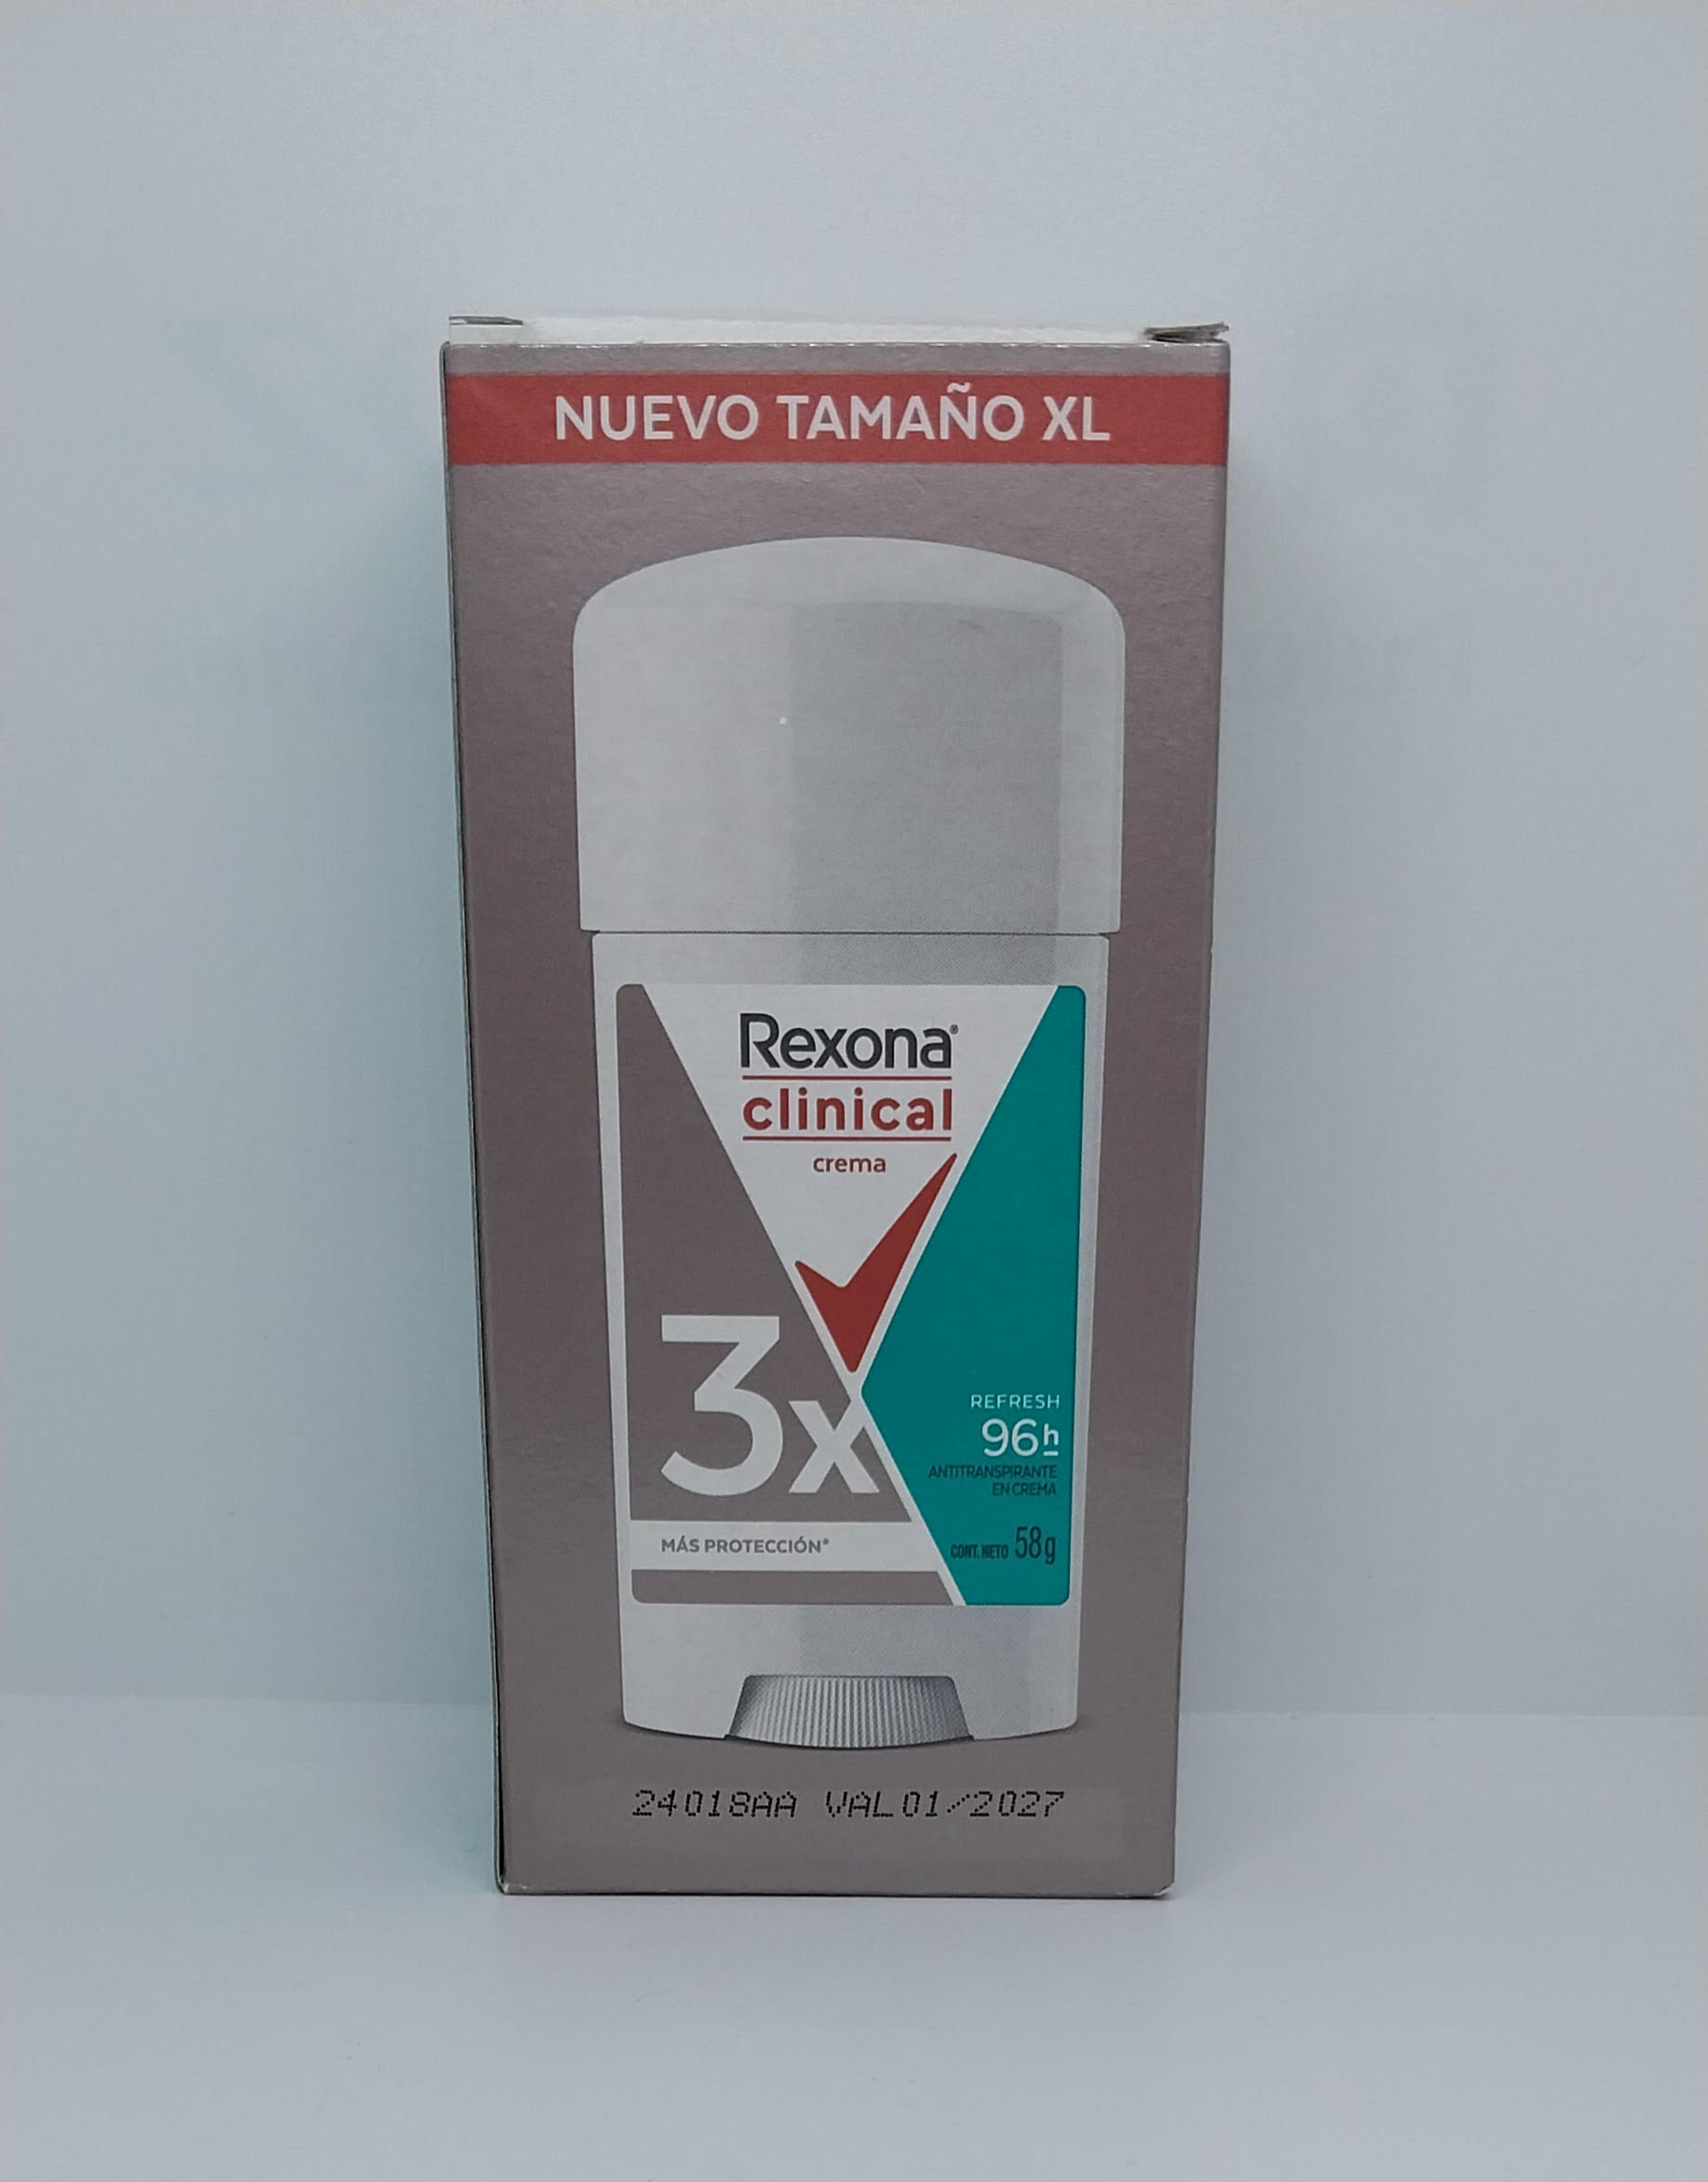 NUEVO TAMAÑO XL
Rexona®
clinical
crema
3x
MÁS PROTECCIÓN*
REFRESH
96h
ANTITRANSPIRANTE
EN CREMA
CONT. NETO 58g
24018AA VAL01/2027